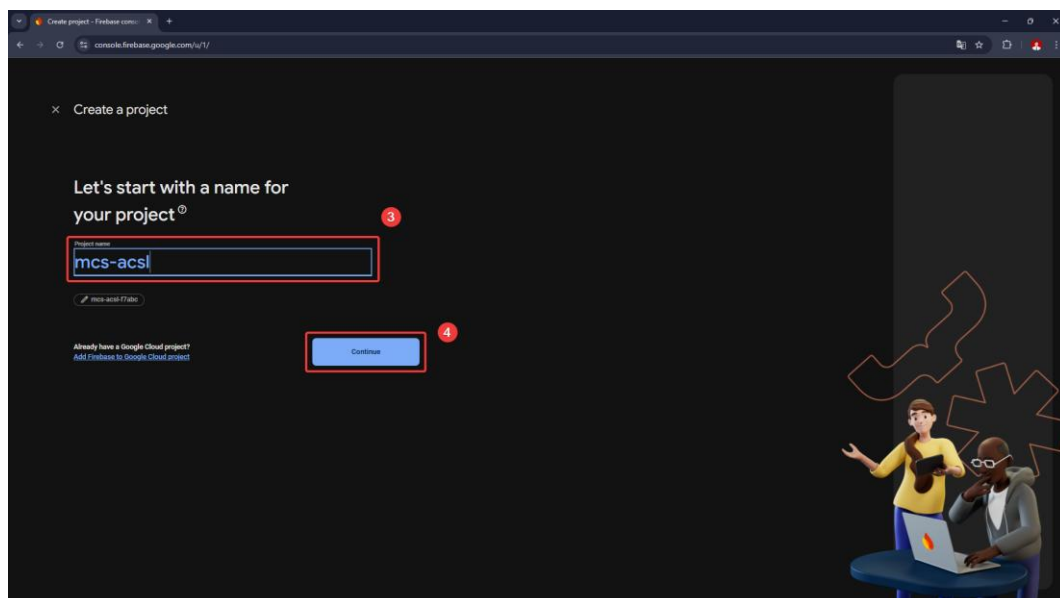 Create project - Firebase consol
console.firebase.google.com/u/1/
Create a project
Let's start with a name for
your project
3
Project name
mcs-acsl
mcs-acsl-f7abc
4
Already have a Google Cloud project?
Continue
Add Firebase to Google Cloud project